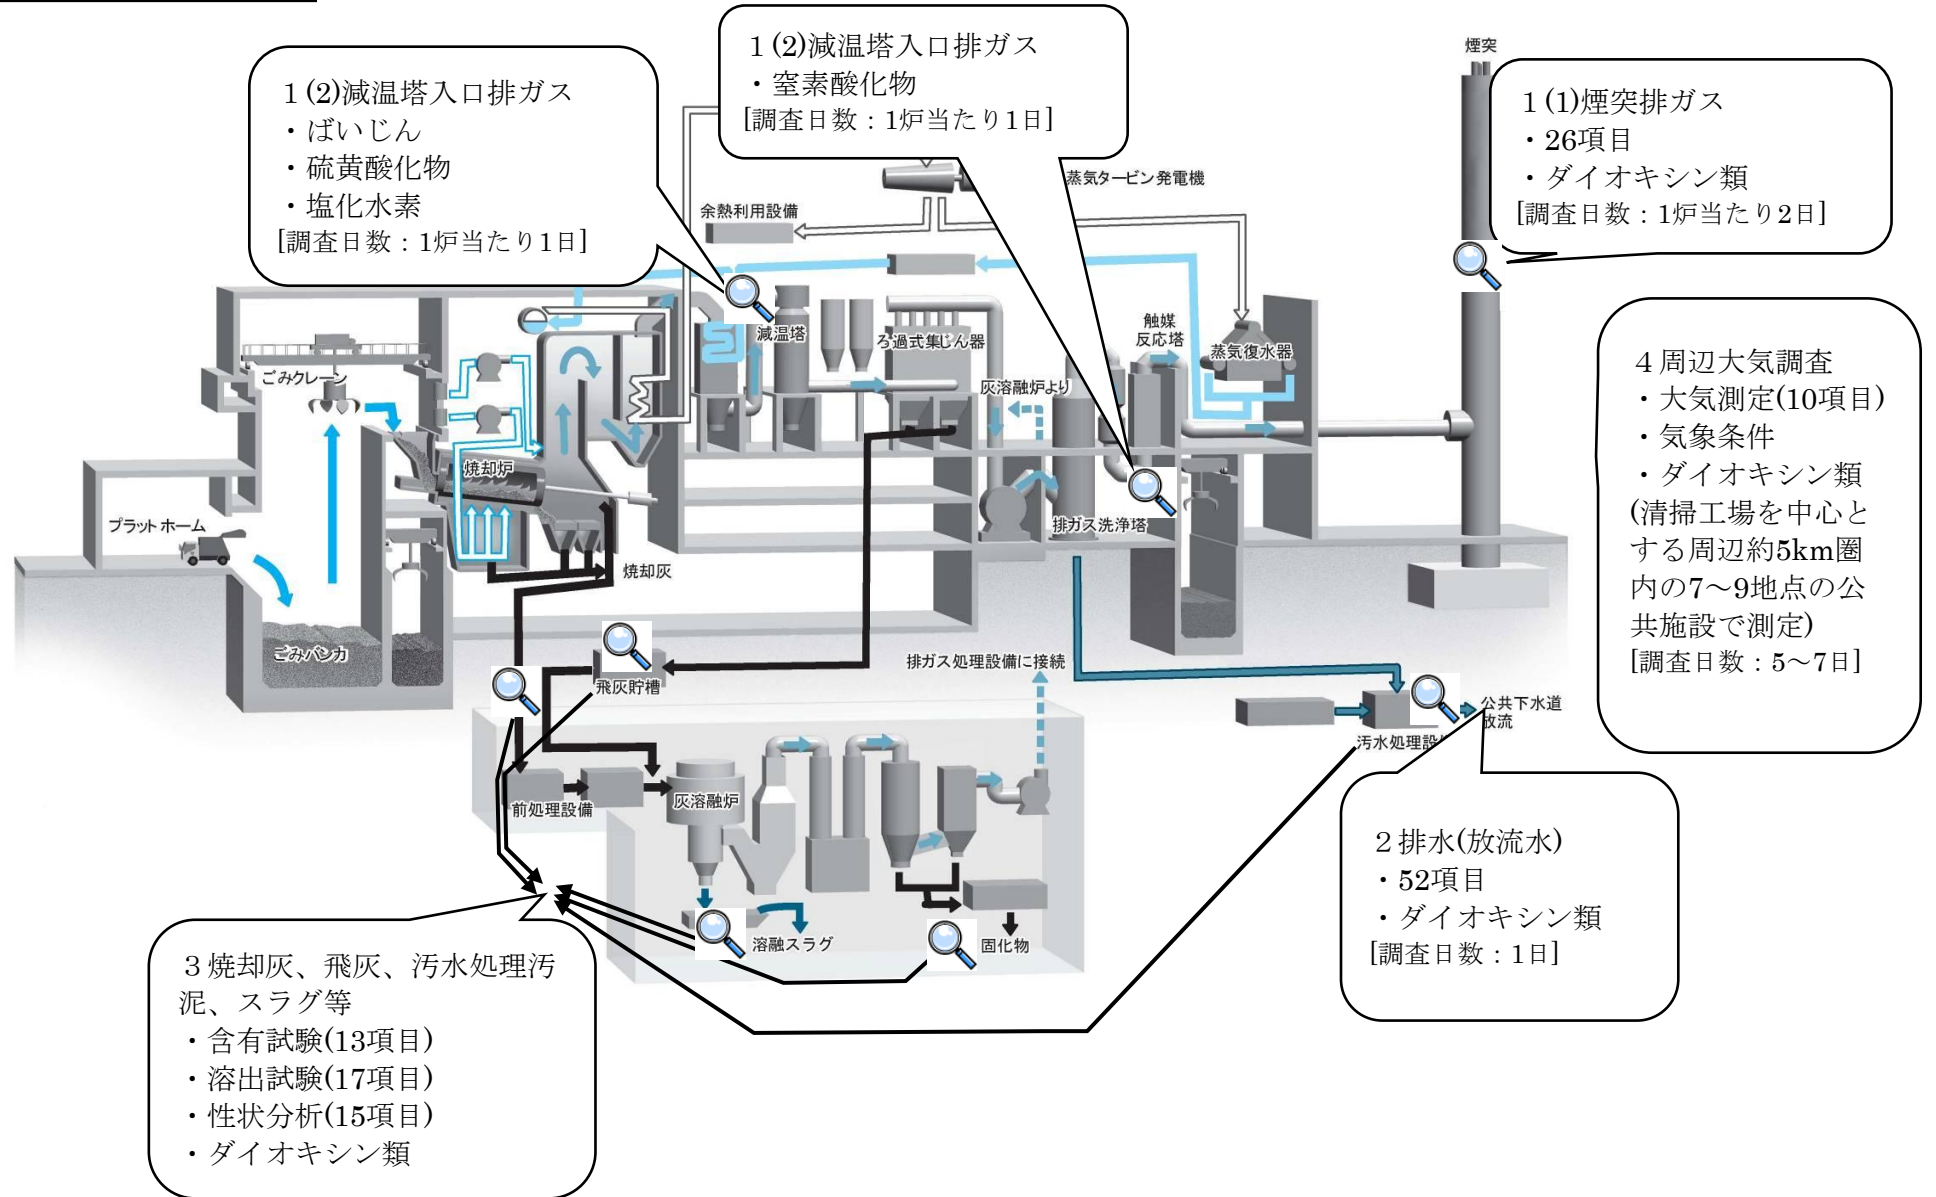 １(2)減温塔入口排ガス
・ばいじん
・硫黄酸化物
・塩化水素
[調査日数：1炉当たり1日]
１(2)減温塔入口排ガス
・窒素酸化物
[調査日数：1炉当たり1日]
煙突
１(1)煙突排ガス
・26項目
・ダイオキシン類
[調査日数：1炉当たり2日]
蒸気タービン発電機
余熱利用設備
減温塔
ろ過式集じん器
触媒
反応塔
蒸気復水器
ごみクレーン
灰溶融炉より
焼却炉
プラットホーム
排ガス洗浄塔
焼却灰
ごみバンカ
飛灰貯槽
排ガス処理設備に接続
公共下水道
放流
汚水処理設
前処理設備
灰溶融炉
溶融スラグ
固化物
４周辺大気調査
・大気測定(10項目)
・気象条件
・ダイオキシン類
(清掃工場を中心と
する周辺約5km圏
内の7～9地点の公
共施設で測定)
[調査日数：5～7日]
２排水(放流水)
・52項目
・ダイオキシン類
[調査日数：1日]
３焼却灰、飛灰、汚水処理汚
泥、スラグ等
・含有試験(13項目)
・溶出試験(17項目)
・性状分析(15項目)
・ダイオキシン類